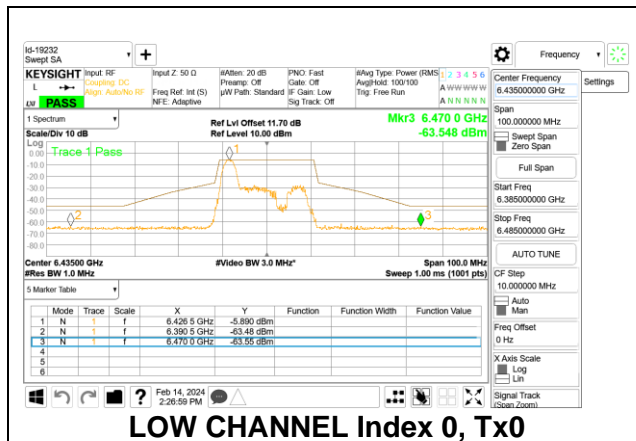 Id-19232
Swept SA
+
Frequency
KEYSIGHT
L
LXI PASS
Input: RF
Coupling: DC
Align: Auto/No RF
Input Z: 50 Ω
Freq Ref: Int (S)
NFE: Adaptive
#Atten: 20 dB
Preamp: Off
µW Path: Standard
PNO: Fast
Gate: Off
IF Gain: Low
Sig Track: Off
#Avg Type: Power (RMS
Avg|Hold: 100/100
Trig: Free Run
1 2 3 4 5 6
A W W W W W
A N N N N N
Center Frequency
6.435000000 GHz
Settings
Span
100.000000 MHz
Swept Span
Zero Span
Full Span
Start Freq
6.385000000 GHz
Stop Freq
6.485000000 GHz
AUTO TUNE
CF Step
10.000000 MHz
Auto
Man
Freq Offset
0 Hz
X Axis Scale
Log
Lin
Signal Track
(Span Zoom)
1 Spectrum
Scale/Div 10 dB
Ref Lvl Offset 11.70 dB
Ref Level 10.00 dBm
Mkr3 6.470 0 GHz
-63.548 dBm
Log
Trace 1 Pass
0.00
-10.0
-20.0
-30.0
-40.0
-50.0
-60.0
-70.0
-80.0
1
2
3
Center 6.43500 GHz
#Res BW 1.0 MHz
#Video BW 3.0 MHz*
Span 100.0 MHz
Sweep 1.00 ms (1001 pts)
5 Marker Table
Mode Trace Scale X Y Function Function Width Function Value
1 N 1 f 6.426 5 GHz -5.890 dBm
2 N 1 f 6.390 5 GHz -63.48 dBm
3 N 1 f 6.470 0 GHz -63.55 dBm
4
5
6
?
Feb 14, 2024
2:26:59 PM
LOW CHANNEL Index 0, Tx0